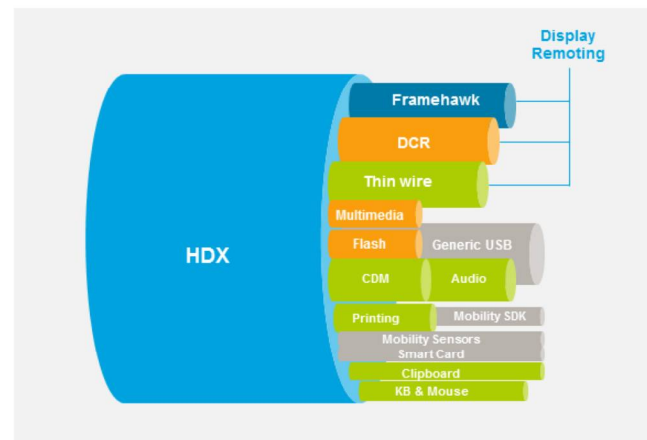 Display
Remoting
Framehawk
DCR
Thin wire
Multimedia
Flash
Generic USB
HDX
CDM
Audio
Printing
Mobility SDK
Mobility Sensors
Smart Card
Clipboard
KB & Mouse